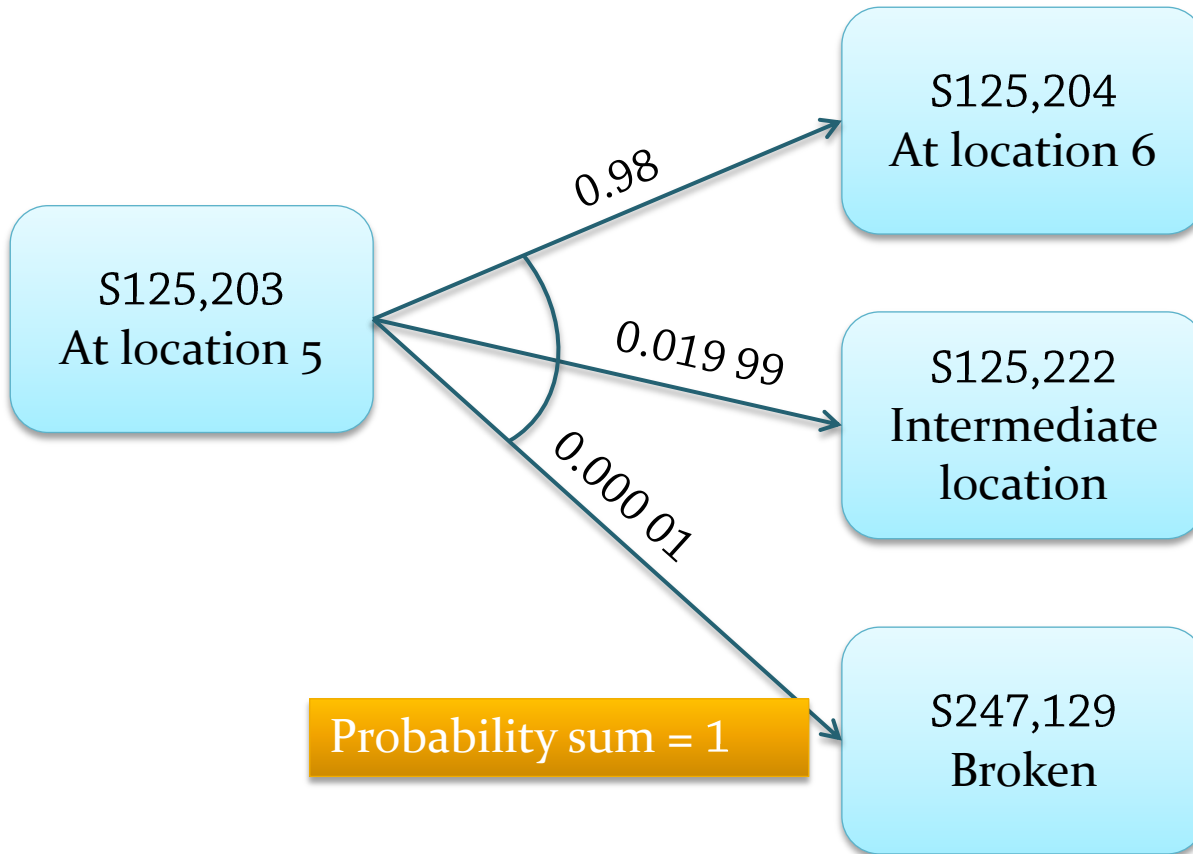 S125,204
At location 6
0.98
S125,203
At location 5
0.019 99
S125,222
Intermediate
location
0.000 01
Probability sum = 1
S247,129
Broken